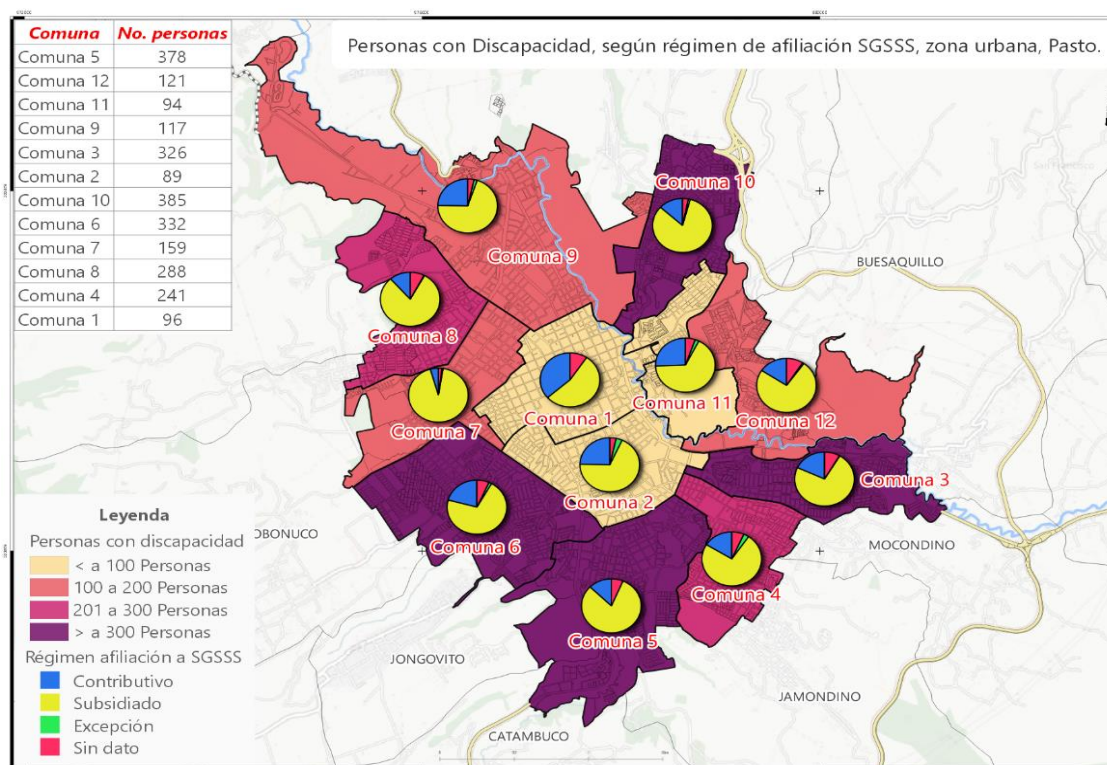 Comuna No. personas
Comuna 5 378
Comuna 12 121
Comuna 11 94
Comuna 9 117
Comuna 3 326
Comuna 2 89
Comuna 10 385
Comuna 6 332
Comuna 7 159
Comuna 8 288
Comuna 4 241
Comuna 1 96
Personas con Discapacidad, según régimen de afiliación SGSSS, zona urbana, Pasto.
Comuna 10
Comuna 9
BUESAQUILLO
Comuna 8
Comuna 7
Comuna 1
Comuna 11
Comuna 12
Comuna 2
Comuna 3
Comuna 6
OBONUCO
MOCONDINO
Comuna 4
Comuna 5
JONGOVITO
JAMONDINO
CATAMBUCO
Leyenda
Personas con discapacidad
< a 100 Personas
100 a 200 Personas
201 a 300 Personas
> a 300 Personas
Régimen afiliación a SGSSS
Contributivo
Subsidiado
Excepción
Sin dato